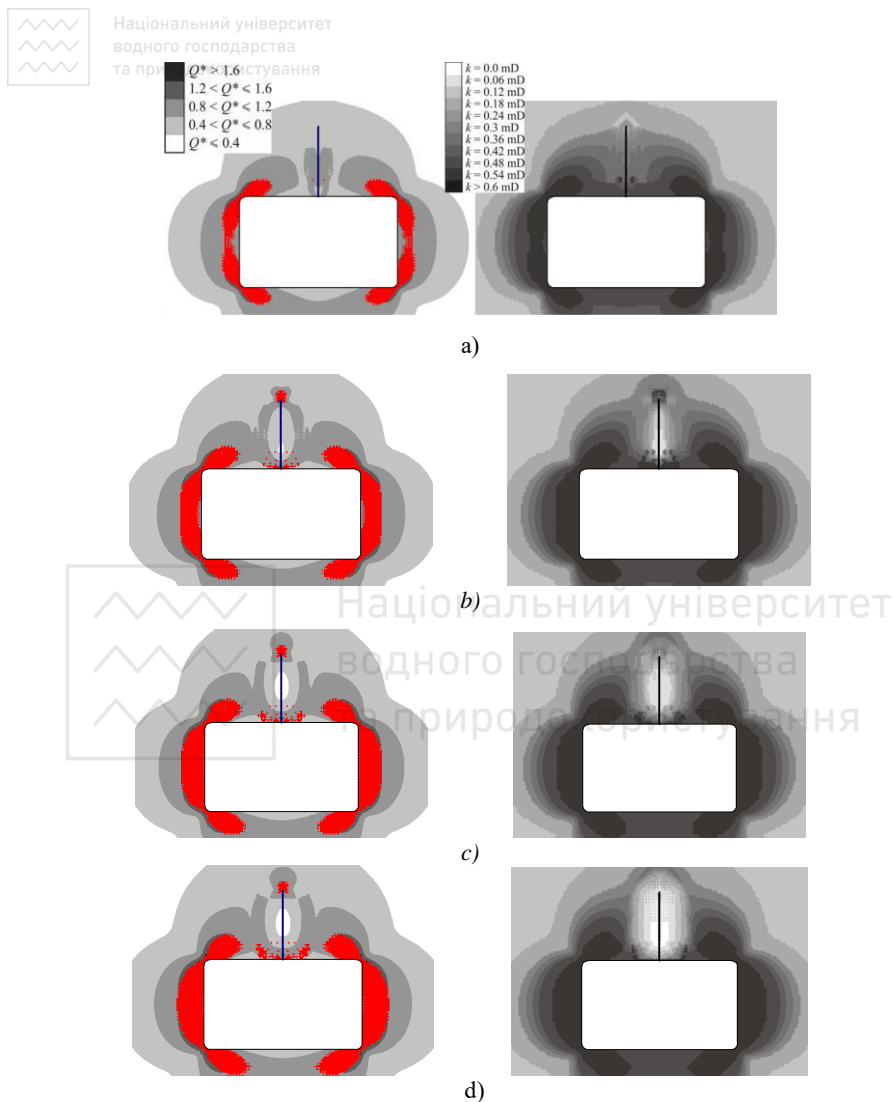 Національний університет
водного господарства
та природокористування
Q* > 1.6
1.2 < Q* ⩽ 1.6
0.8 < Q* ⩽ 1.2
0.4 < Q* ⩽ 0.8
Q* ⩽ 0.4
k = 0.0 mD
k = 0.06 mD
k = 0.12 mD
k = 0.18 mD
k = 0.24 mD
k = 0.3 mD
k = 0.36 mD
k = 0.42 mD
k = 0.48 mD
k = 0.54 mD
k > 0.6 mD
a)
b)
Національний університет
водного господарства
та природокористування
c)
d)